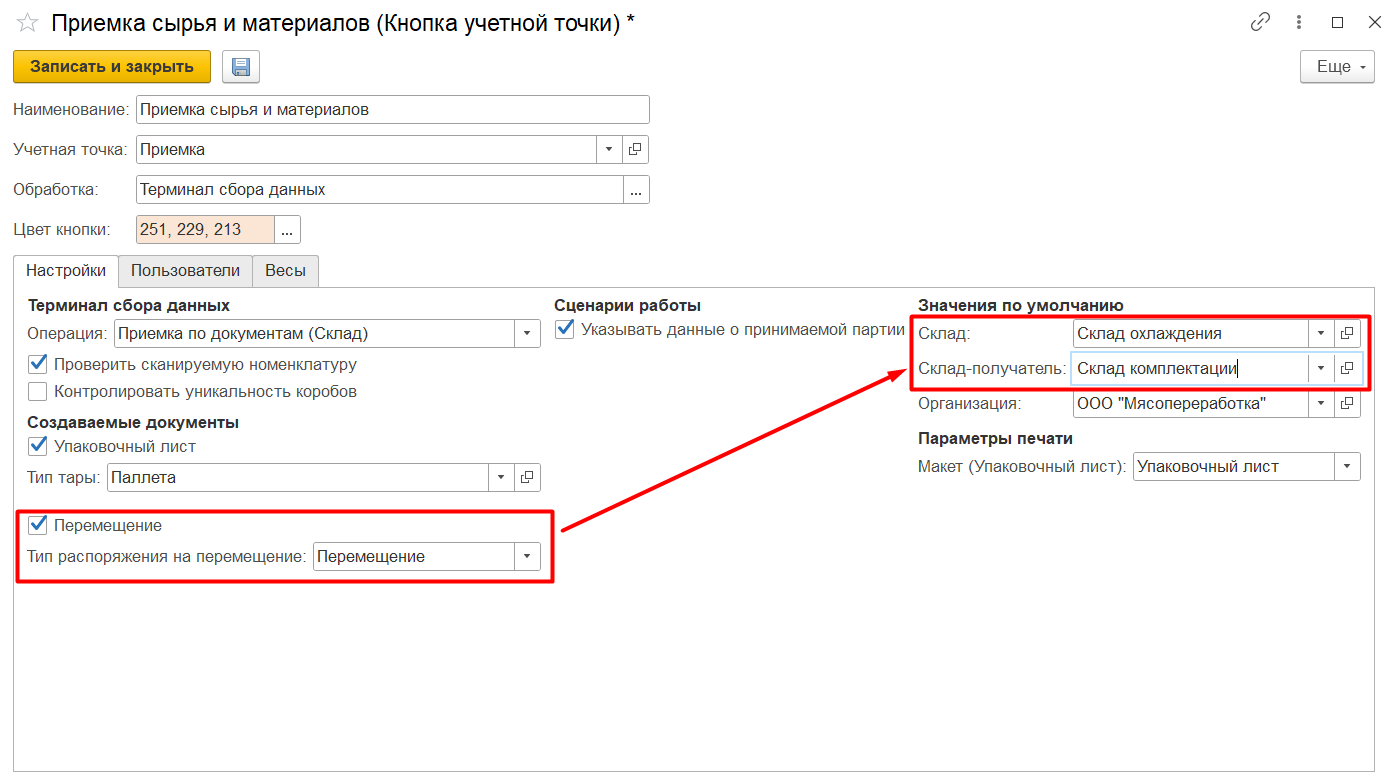 Приемка сырья и материалов (Кнопка учетной точки) *
Записать и закрыть
Еще
Наименование: Приемка сырья и материалов
Учетная точка: Приемка
Обработка: Терминал сбора данных ...
Цвет кнопки: 251, 229, 213 ...
Настройки Пользователи Весы
Терминал сбора данных
Операция: Приемка по документам (Склад)
Проверить сканируемую номенклатуру
Контролировать уникальность коробов
Создаваемые документы
Упаковочный лист
Тип тары: Паллета
Перемещение
Тип распоряжения на перемещение: Перемещение
Сценарии работы
Указывать данные о принимаемой партии
Значения по умолчанию
Склад: Склад охлаждения
Склад-получатель: Склад комплектации
Организация: ООО "Мясопереработка"
Параметры печати
Макет (Упаковочный лист): Упаковочный лист